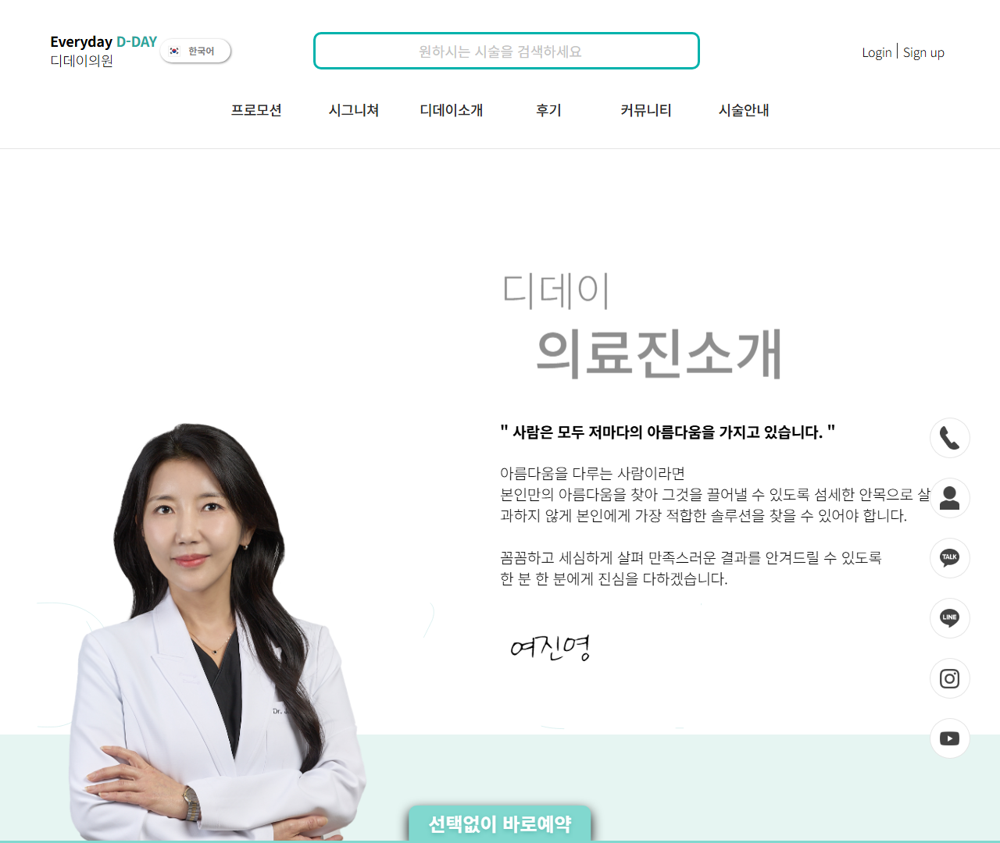 Everyday D-DAY
디데이의원
한국어
원하시는 시술을 검색하세요
Login | Sign up
프로모션 시그니쳐 디데이소개 후기 커뮤니티 시술안내
디데이
의료진소개
" 사람은 모두 저마다의 아름다움을 가지고 있습니다. "
아름다움을 다루는 사람이라면
본인만의 아름다움을 찾아 그것을 끌어낼 수 있도록 섬세한 안목으로 살
과하지 않게 본인에게 가장 적합한 솔루션을 찾을 수 있어야 합니다.
꼼꼼하고 세심하게 살펴 만족스러운 결과를 안겨드릴 수 있도록
한 분 한 분에게 진심을 다하겠습니다.
여진영
TALK
LINE
Dr.
선택없이 바로예약